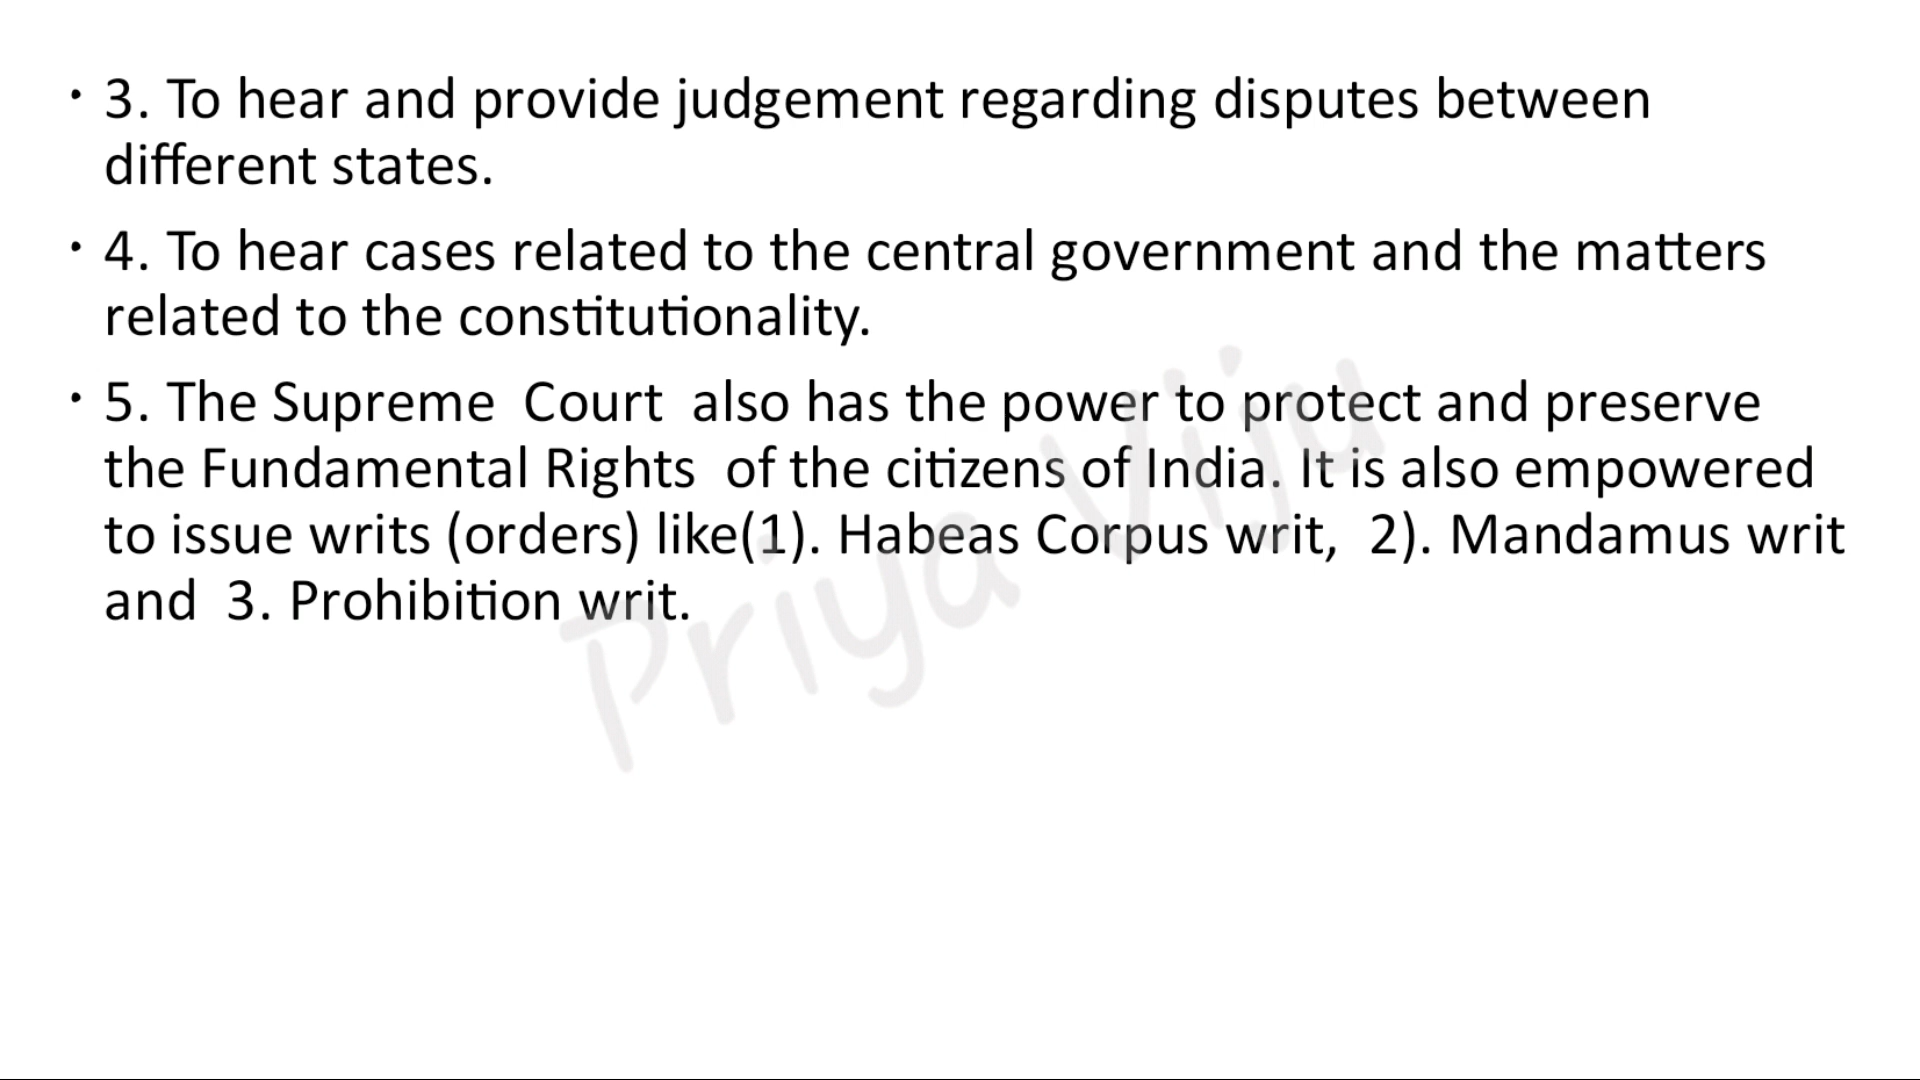 • 3. To hear and provide judgement regarding disputes between
different states.
• 4. To hear cases related to the central government and the matters
related to the constitutionality.
• 5. The Supreme  Court  also has the power to protect and preserve
the Fundamental Rights  of the citizens of India. It is also empowered
to issue writs (orders) like(1). Habeas Corpus writ,  2). Mandamus writ
and  3. Prohibition writ.
Priya Viju